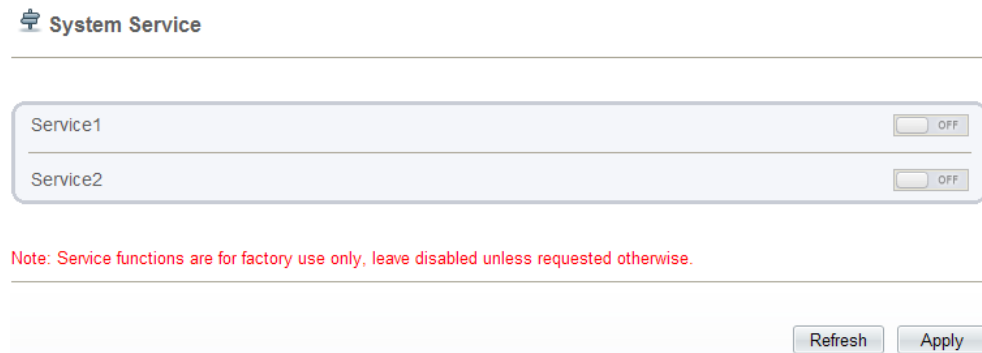 System Service
Service1 OFF
Service2 OFF
Note: Service functions are for factory use only, leave disabled unless requested otherwise.
Refresh Apply